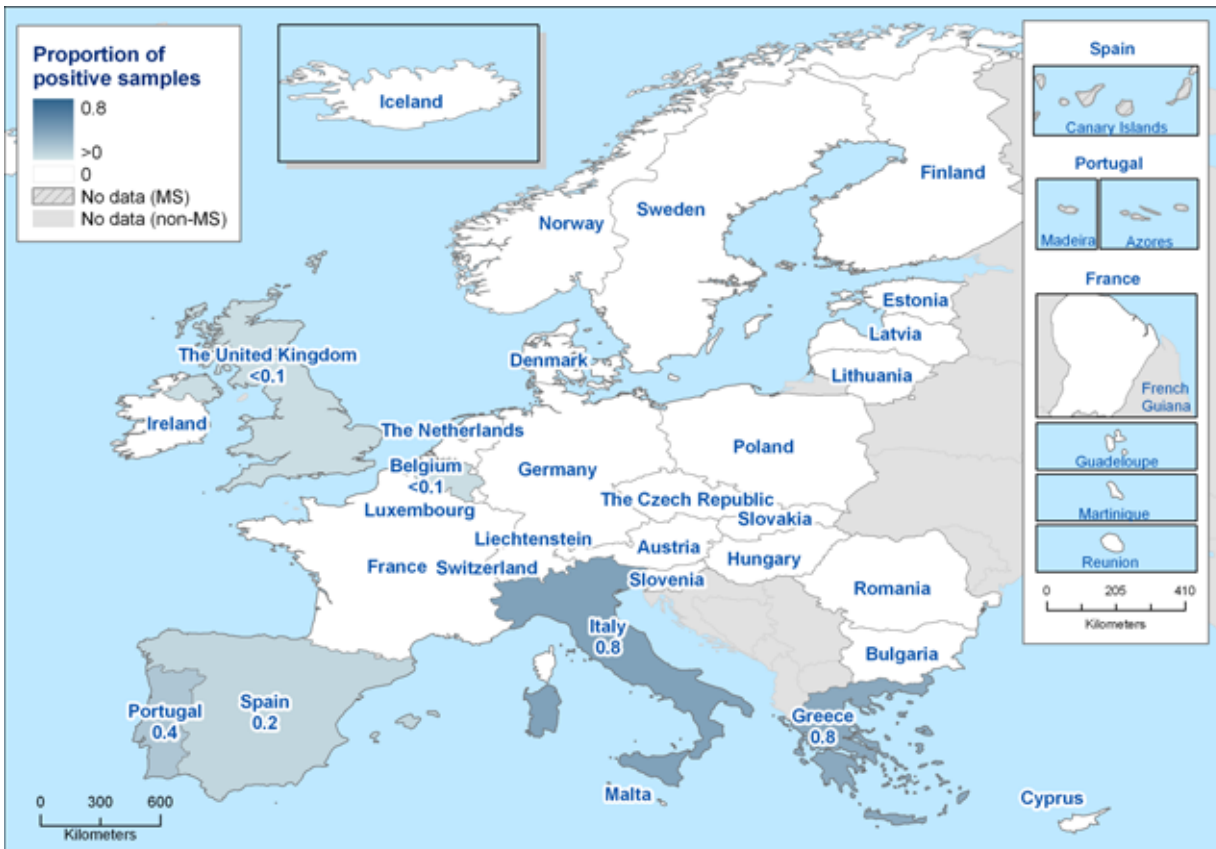 Proportion of
positive samples
0.8
>0
0
No data (MS)
No data (non-MS)
Iceland
Norway
Sweden
Finland
Estonia
Latvia
Lithuania
Denmark
The United Kingdom
<0.1
Ireland
The Netherlands
Belgium
<0.1
Luxembourg
Germany
Poland
The Czech Republic
Slovakia
Liechtenstein
Austria
Hungary
France
Switzerland
Slovenia
Romania
Italy
0.8
Bulgaria
Portugal
0.4
Spain
0.2
Greece
0.8
Malta
Cyprus
0 300 600
Kilometers
Spain
Canary Islands
Portugal
Madeira
Azores
France
French
Guiana
Guadeloupe
Martinique
Reunion
0 205 410
Kilometers